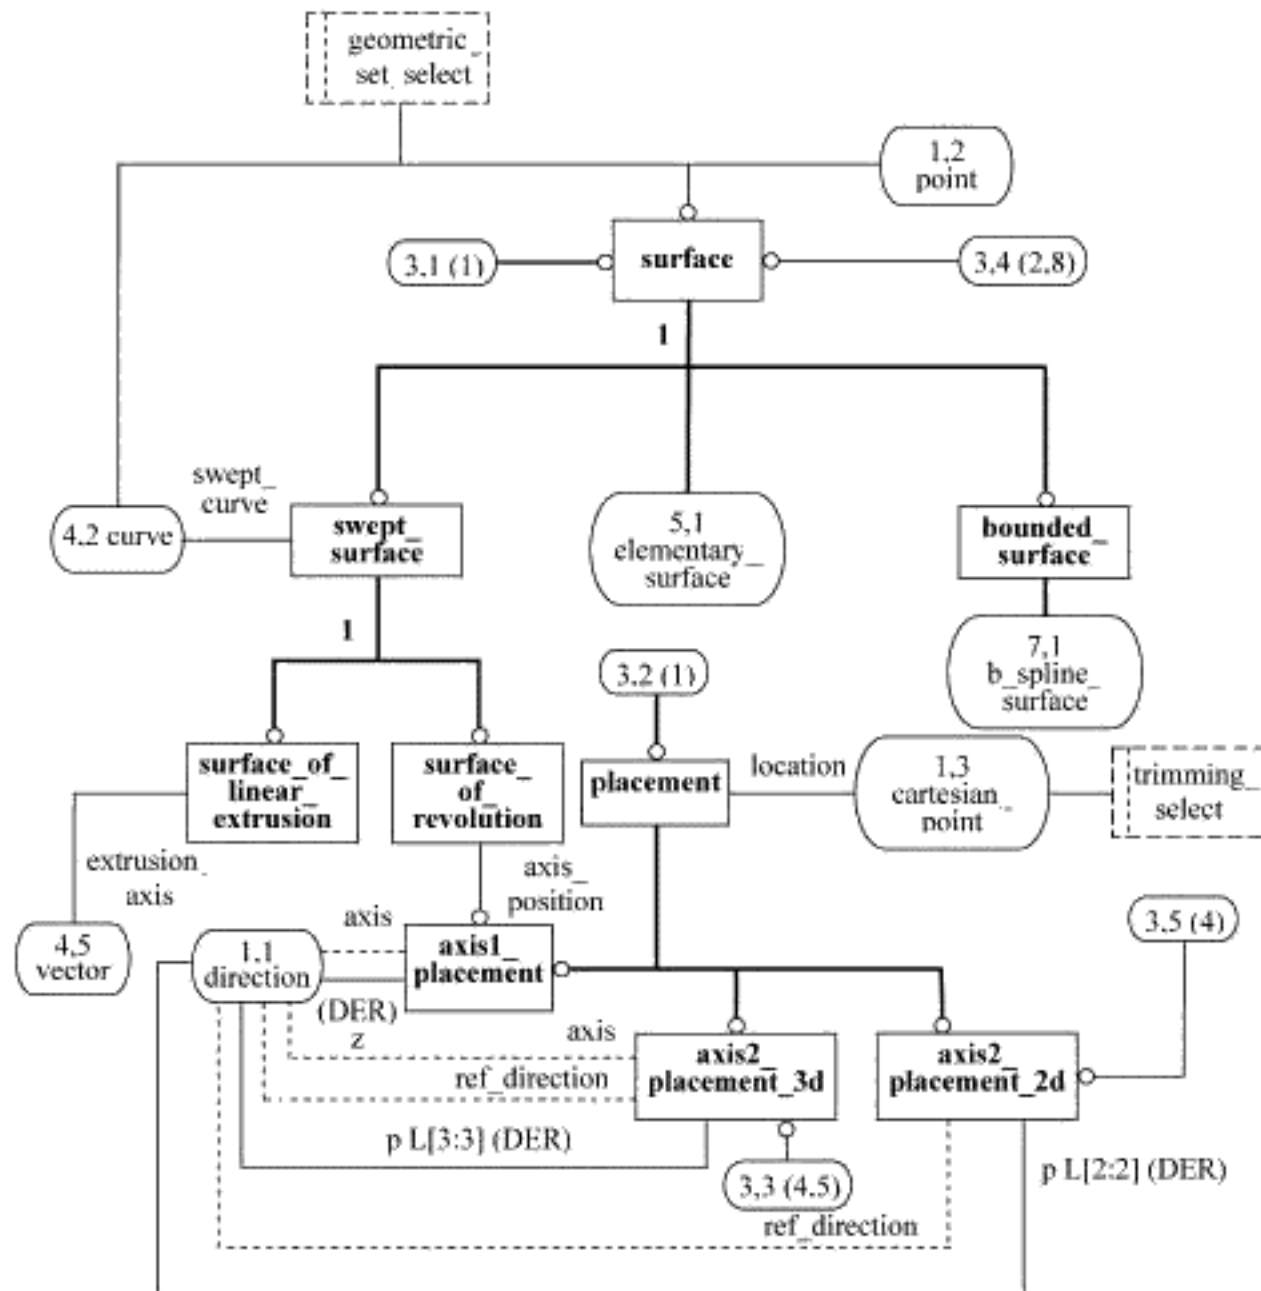 geometric_
set_select
1,2
point
3,1 (1)
surface
3,4 (2,8)
1
swept_
curve
4,2 curve
swept_
surface
5,1
elementary_
surface
bounded_
surface
1
3,2 (1)
7,1
b_spline_
surface
surface_of_
linear_
extrusion
surface_
of_
revolution
placement
location
1,3
cartesian_
point
trimming_
select
extrusion_
axis
axis_
position
axis
3,5 (4)
4,5
vector
1,1
direction
axis1_
placement
(DER)
z
axis
ref_direction
axis2_
placement_3d
axis2_
placement_2d
p L[3:3] (DER)
3,3 (4,5)
p L[2:2] (DER)
ref_direction